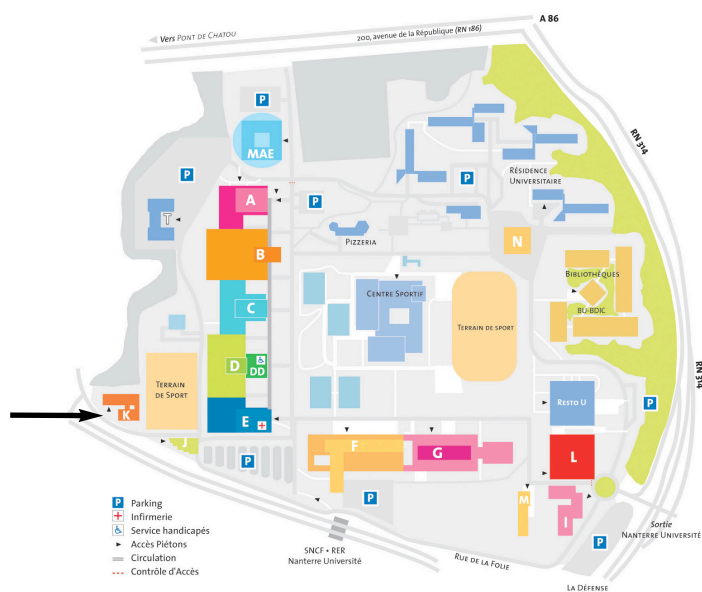 A 86
Vers PONT DE CHATOU
200, avenue de la République (RN 186)
P
MAE
RN 314
P
RÉSIDENCE
UNIVERSITAIRE
P
A
P
T
N
PIZZERIA
B
BIBLIOTHÈQUES
CENTRE SPORTIF
C
BU-BDIC
TERRAIN DE SPORT
D
DD
RN 314
TERRAIN
DE SPORT
RESTO U
P
K
E
J
F
G
L
P
P
M
I
P
Parking
Infirmerie
Service handicapés
Accès Piétons
Circulation
Contrôle d'Accès
SNCF • RER
Nanterre Université
RUE DE LA FOLIE
Sortie
NANTERRE UNIVERSITÉ
P
LA DÉFENSE